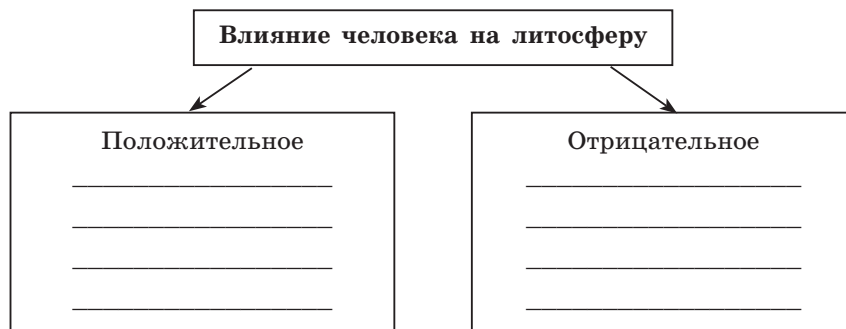 Влияние человека на литосферу
Положительное
Отрицательное